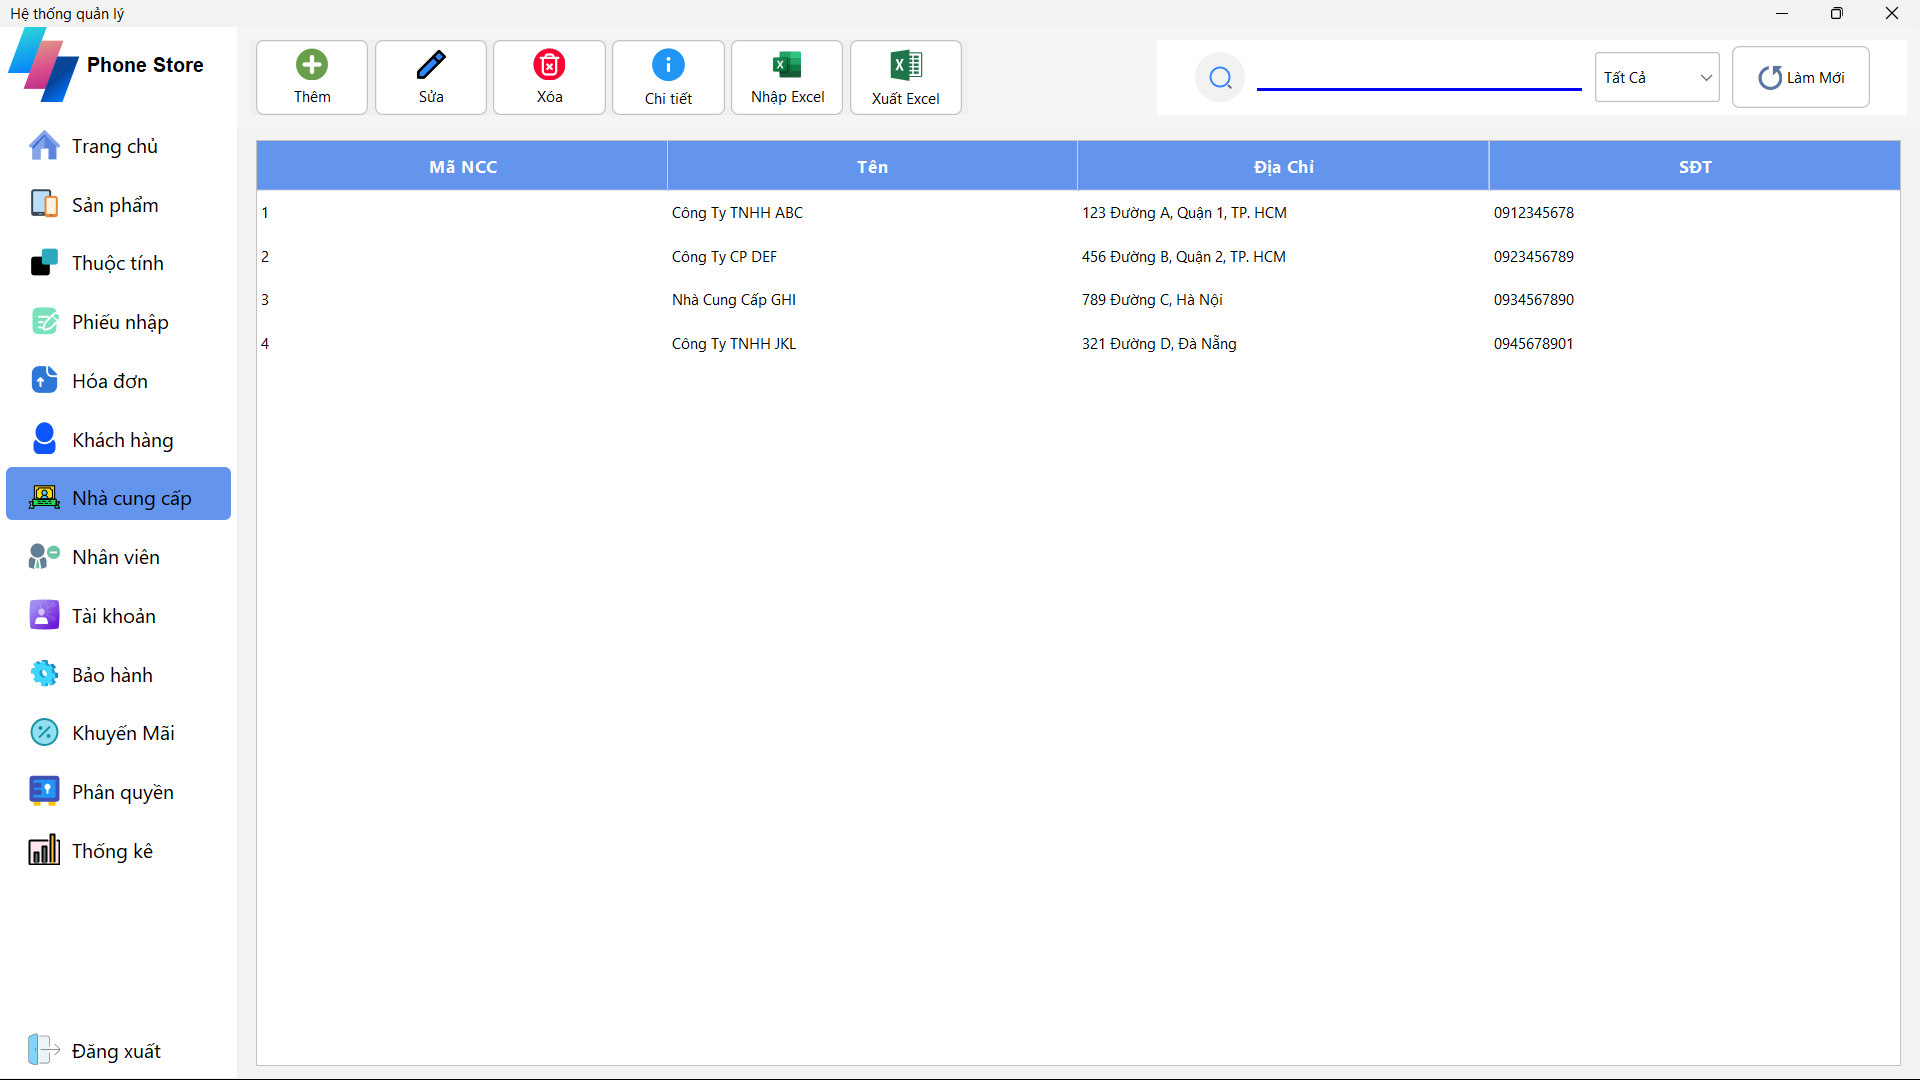 Hệ thống quản lý
Phone Store
Trang chủ
Sản phẩm
Thuộc tính
Phiếu nhập
Hóa đơn
Khách hàng
Nhà cung cấp
Nhân viên
Tài khoản
Bảo hành
Khuyến Mãi
Phân quyền
Thống kê
Đăng xuất
Thêm Sửa Xóa Chi tiết Nhập Excel Xuất Excel Tất Cả Làm Mới
Mã NCC Tên Địa Chỉ SĐT
1 Công Ty TNHH ABC 123 Đường A, Quận 1, TP. HCM 0912345678
2 Công Ty CP DEF 456 Đường B, Quận 2, TP. HCM 0923456789
3 Nhà Cung Cấp GHI 789 Đường C, Hà Nội 0934567890
4 Công Ty TNHH JKL 321 Đường D, Đà Nẵng 0945678901